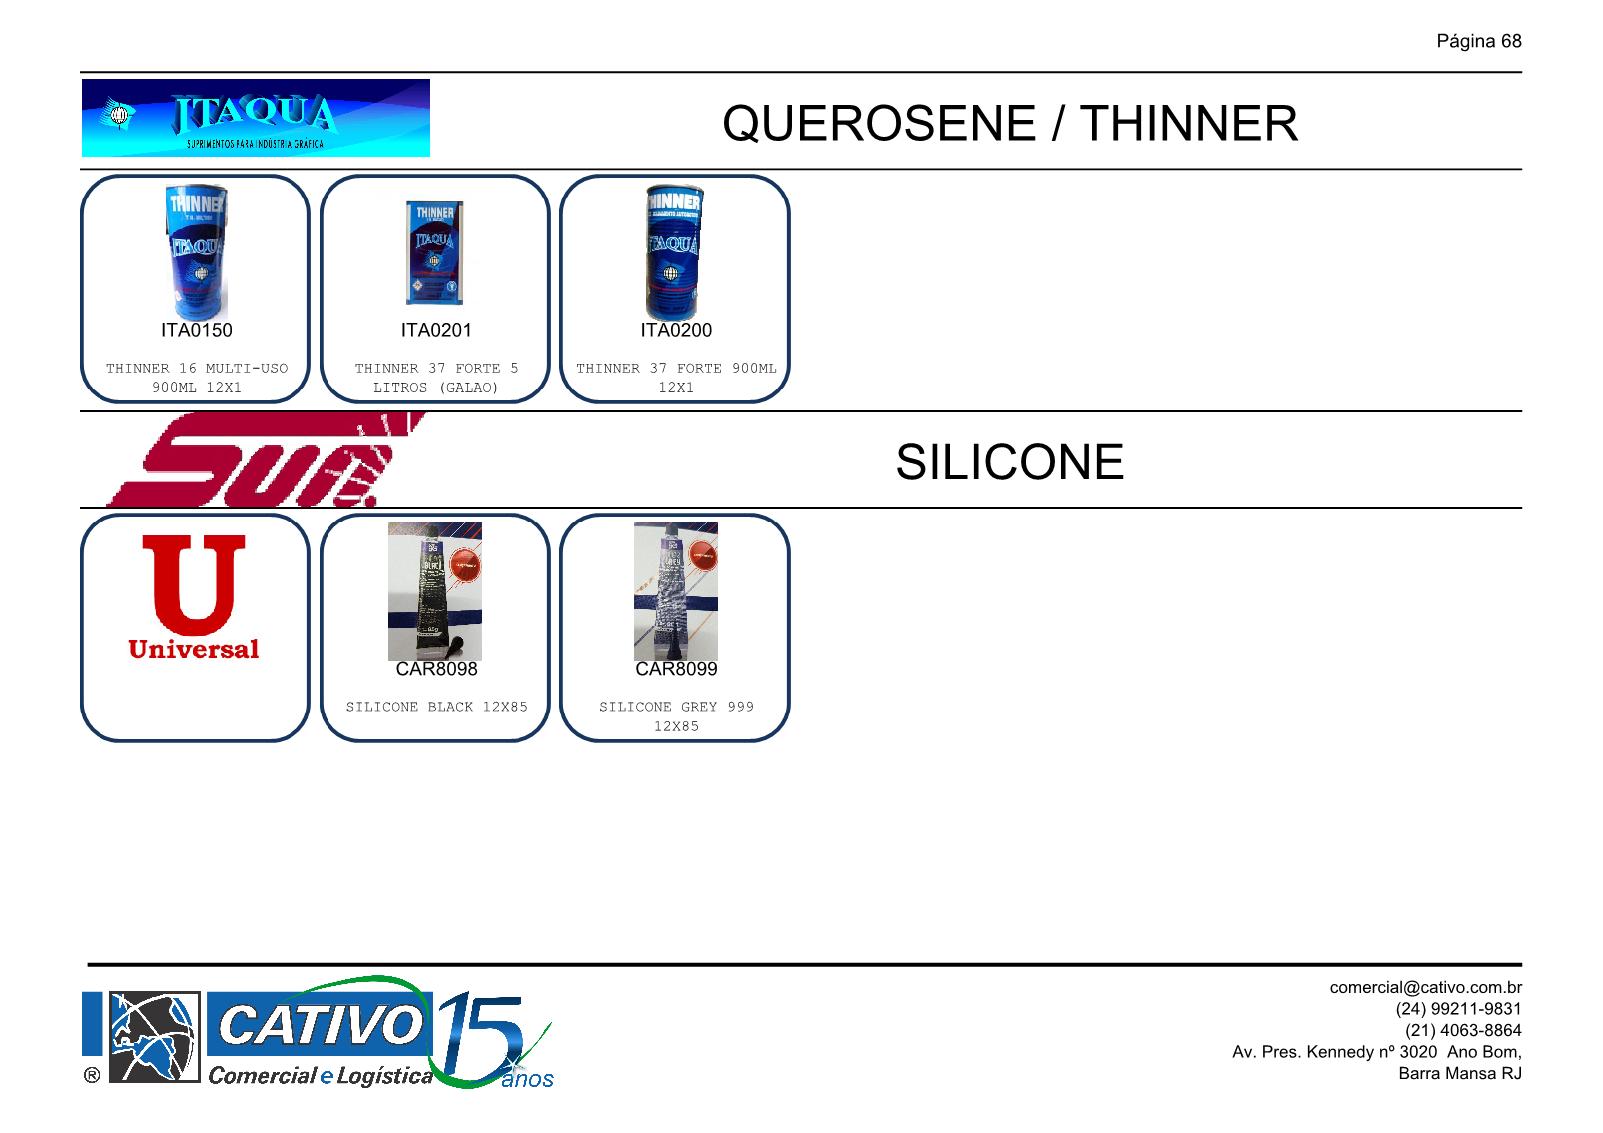 Página 68
ITAQUA
SUPRIMENTOS PARA INDÚSTRIA GRÁFICA
QUEROSENE / THINNER
THINNER
ITAQUA
ITA0150
THINNER 16 MULTI-USO
900ML 12X1
THINNER
ITAQUA
ITA0201
THINNER 37 FORTE 5
LITROS (GALAO)
THINNER
ITAQUA
ITA0200
THINNER 37 FORTE 900ML
12X1
Sun
SILICONE
U
Universal
CAR8098
SILICONE BLACK 12X85
CAR8099
SILICONE GREY 999
12X85
CATIVO
Comercial e Logística
15
anos
®
comercial@cativo.com.br
(24) 99211-9831
(21) 4063-8864
Av. Pres. Kennedy nº 3020 Ano Bom,
Barra Mansa RJ